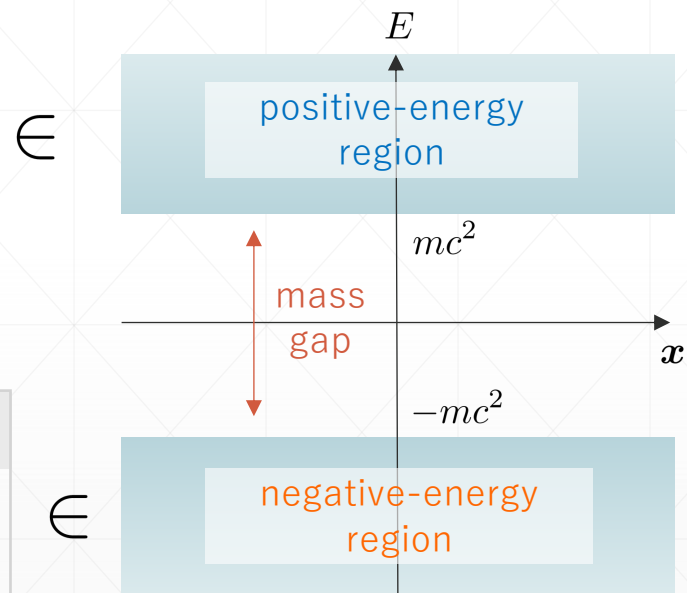 E
∈ positive-energy
region
mc²
mass
gap
x
−mc²
∈ negative-energy
region